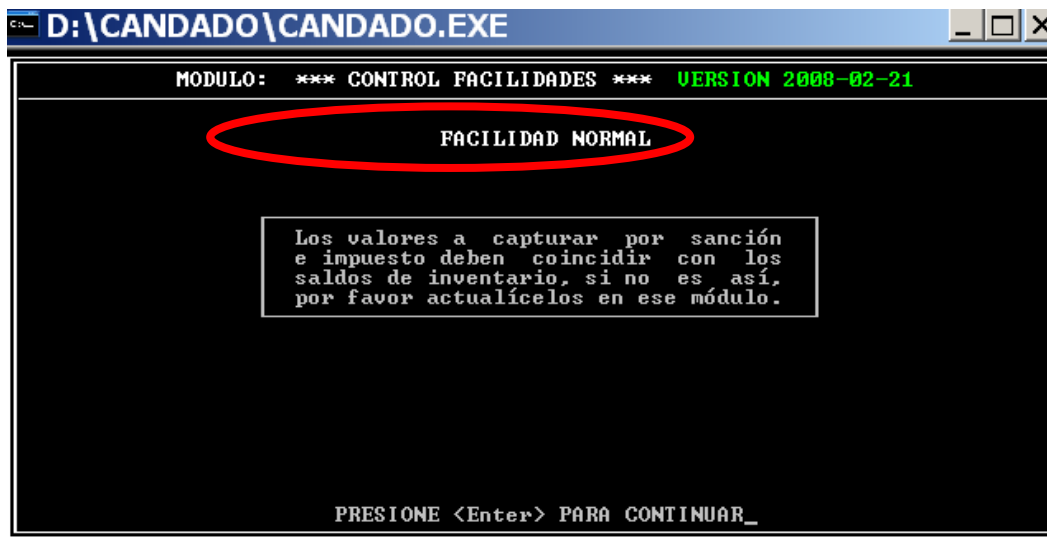 D:\CANDADO\CANDADO.EXE
MODULO: *** CONTROL FACILIDADES *** VERSION 2008-02-21
FACILIDAD NORMAL
Los valores a capturar por sanción
e impuesto deben coincidir con los
saldos de inventario, si no es así,
por favor actualícelos en ese módulo.
PRESIONE <Enter> PARA CONTINUAR_